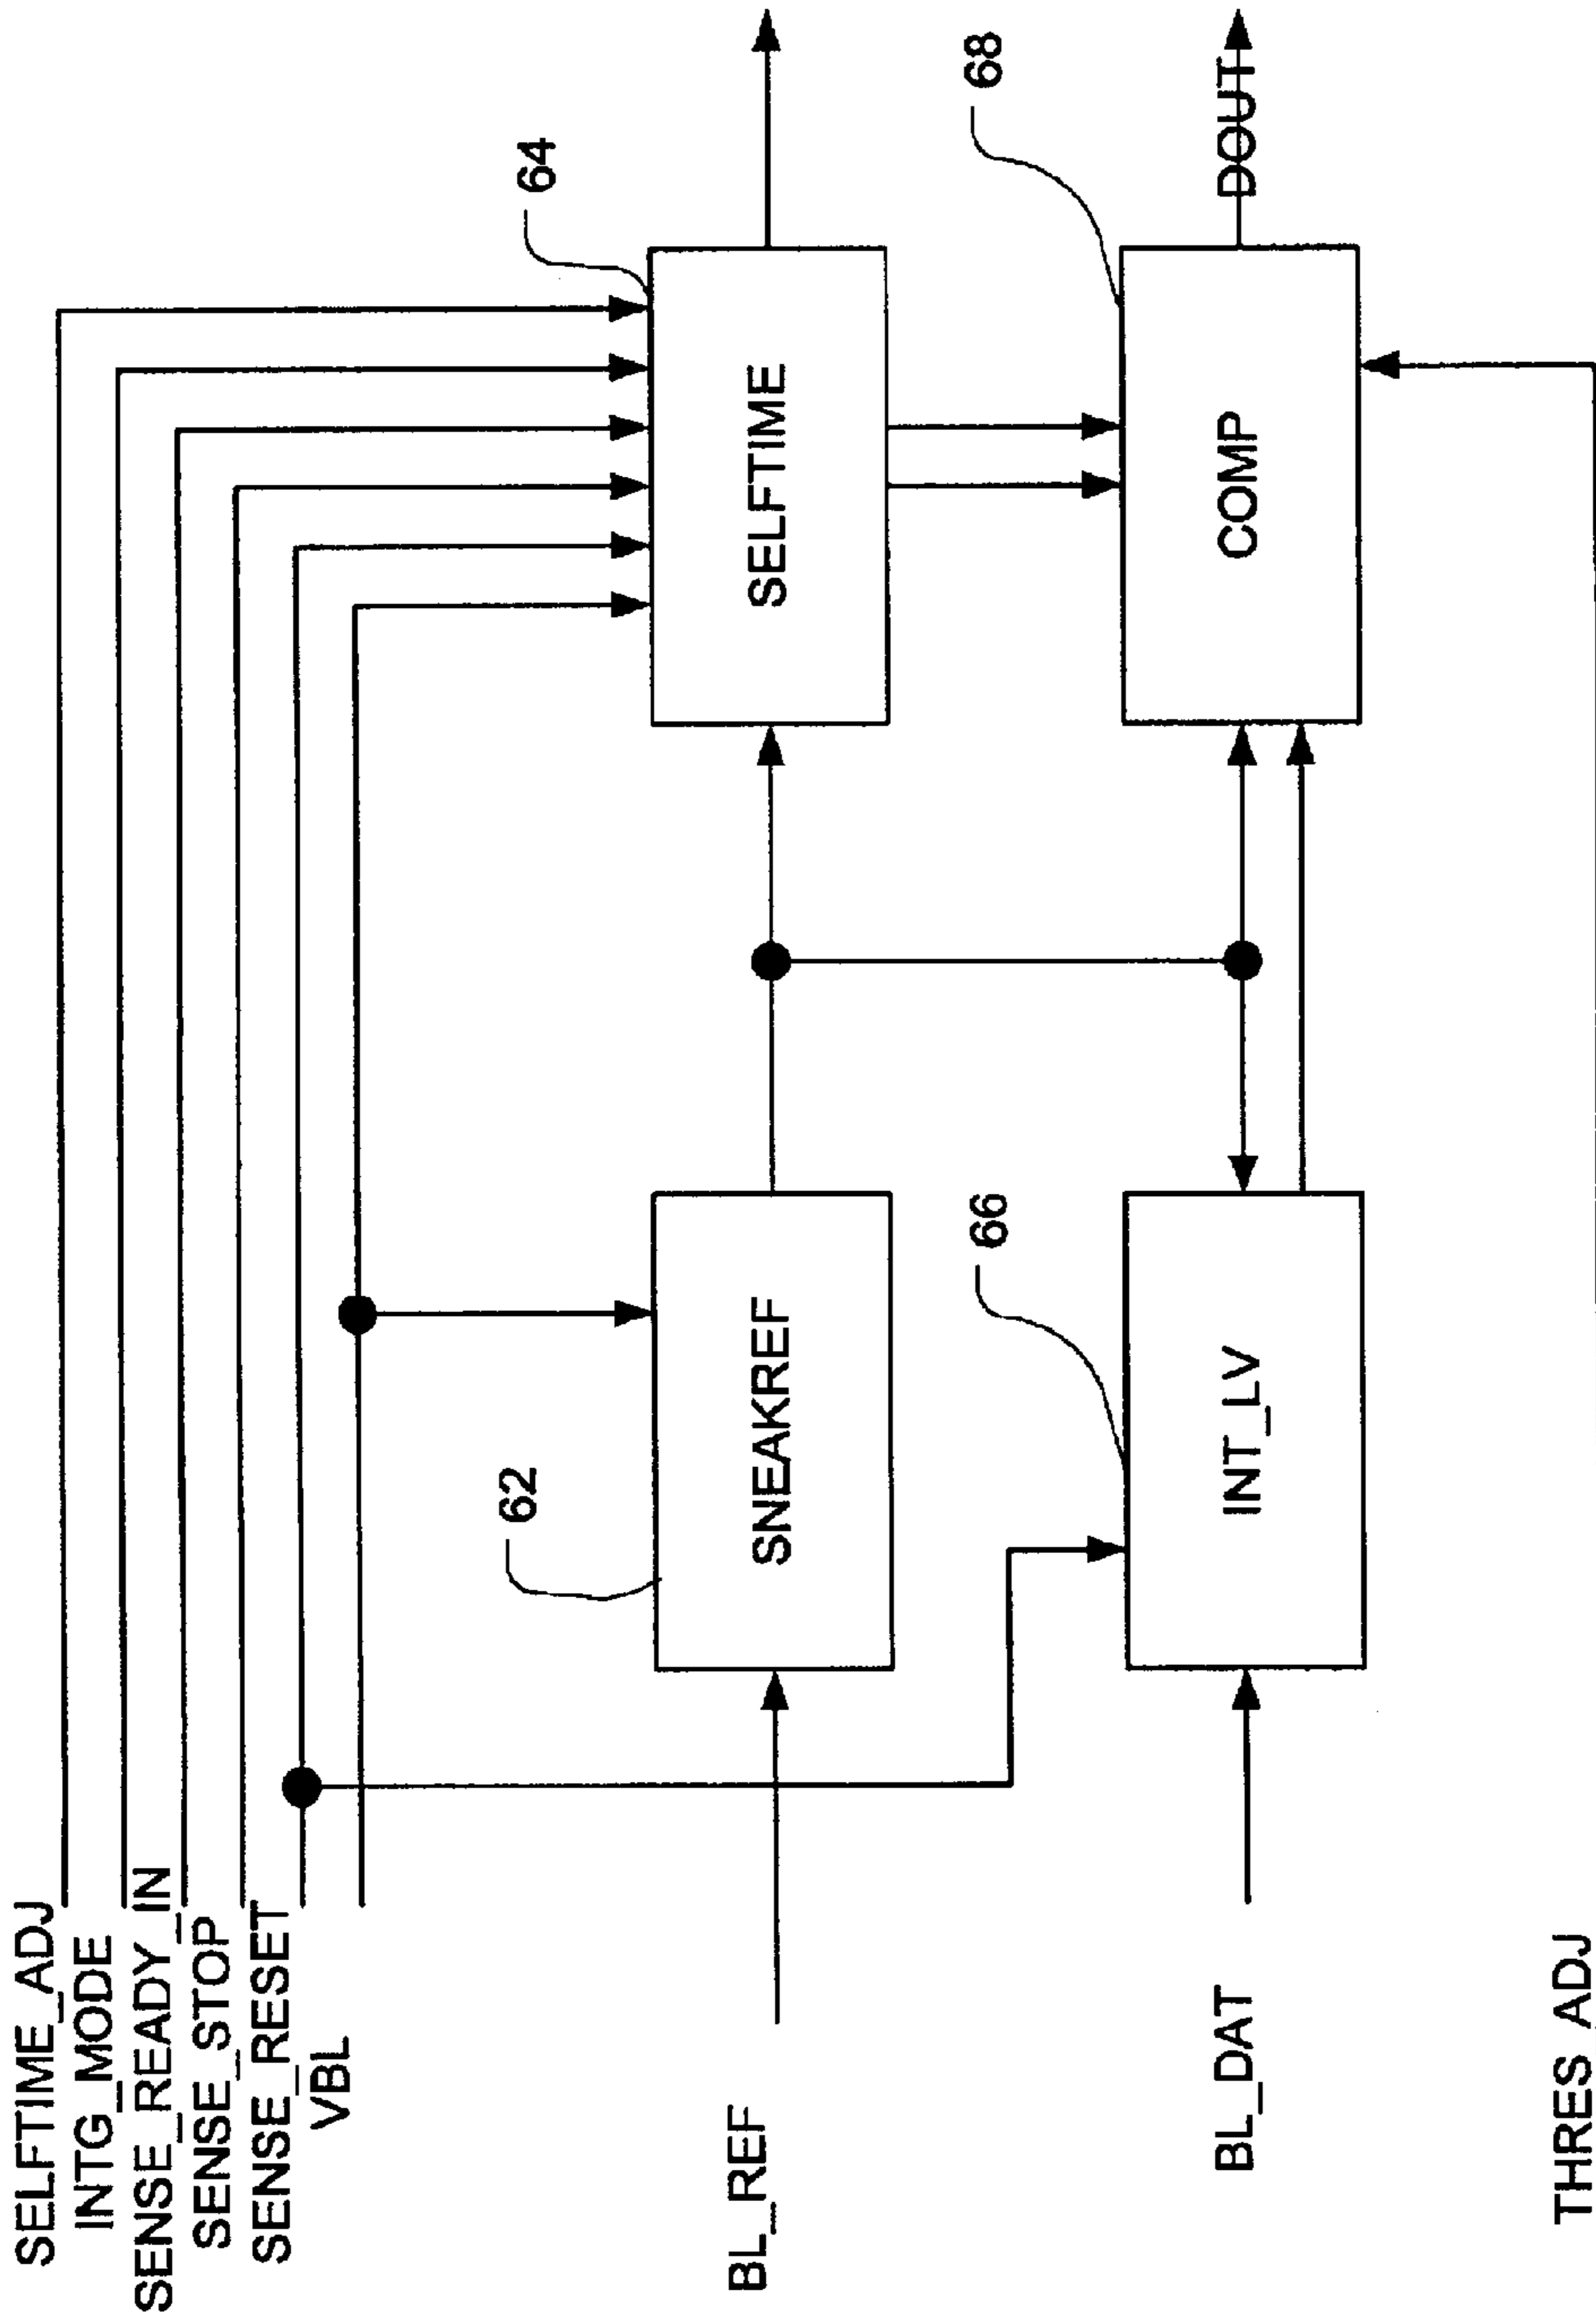 SELFTIME_ADJ
INTG_MODE
SENSE_READY_IN
SENSE_STOP
SENSE_RESET
VBL
64
62
BL_REF
SNEAKREF
SELFTIME
68
66
BL_DAT
INT_LV
COMP
DOUT
THRES_ADJ